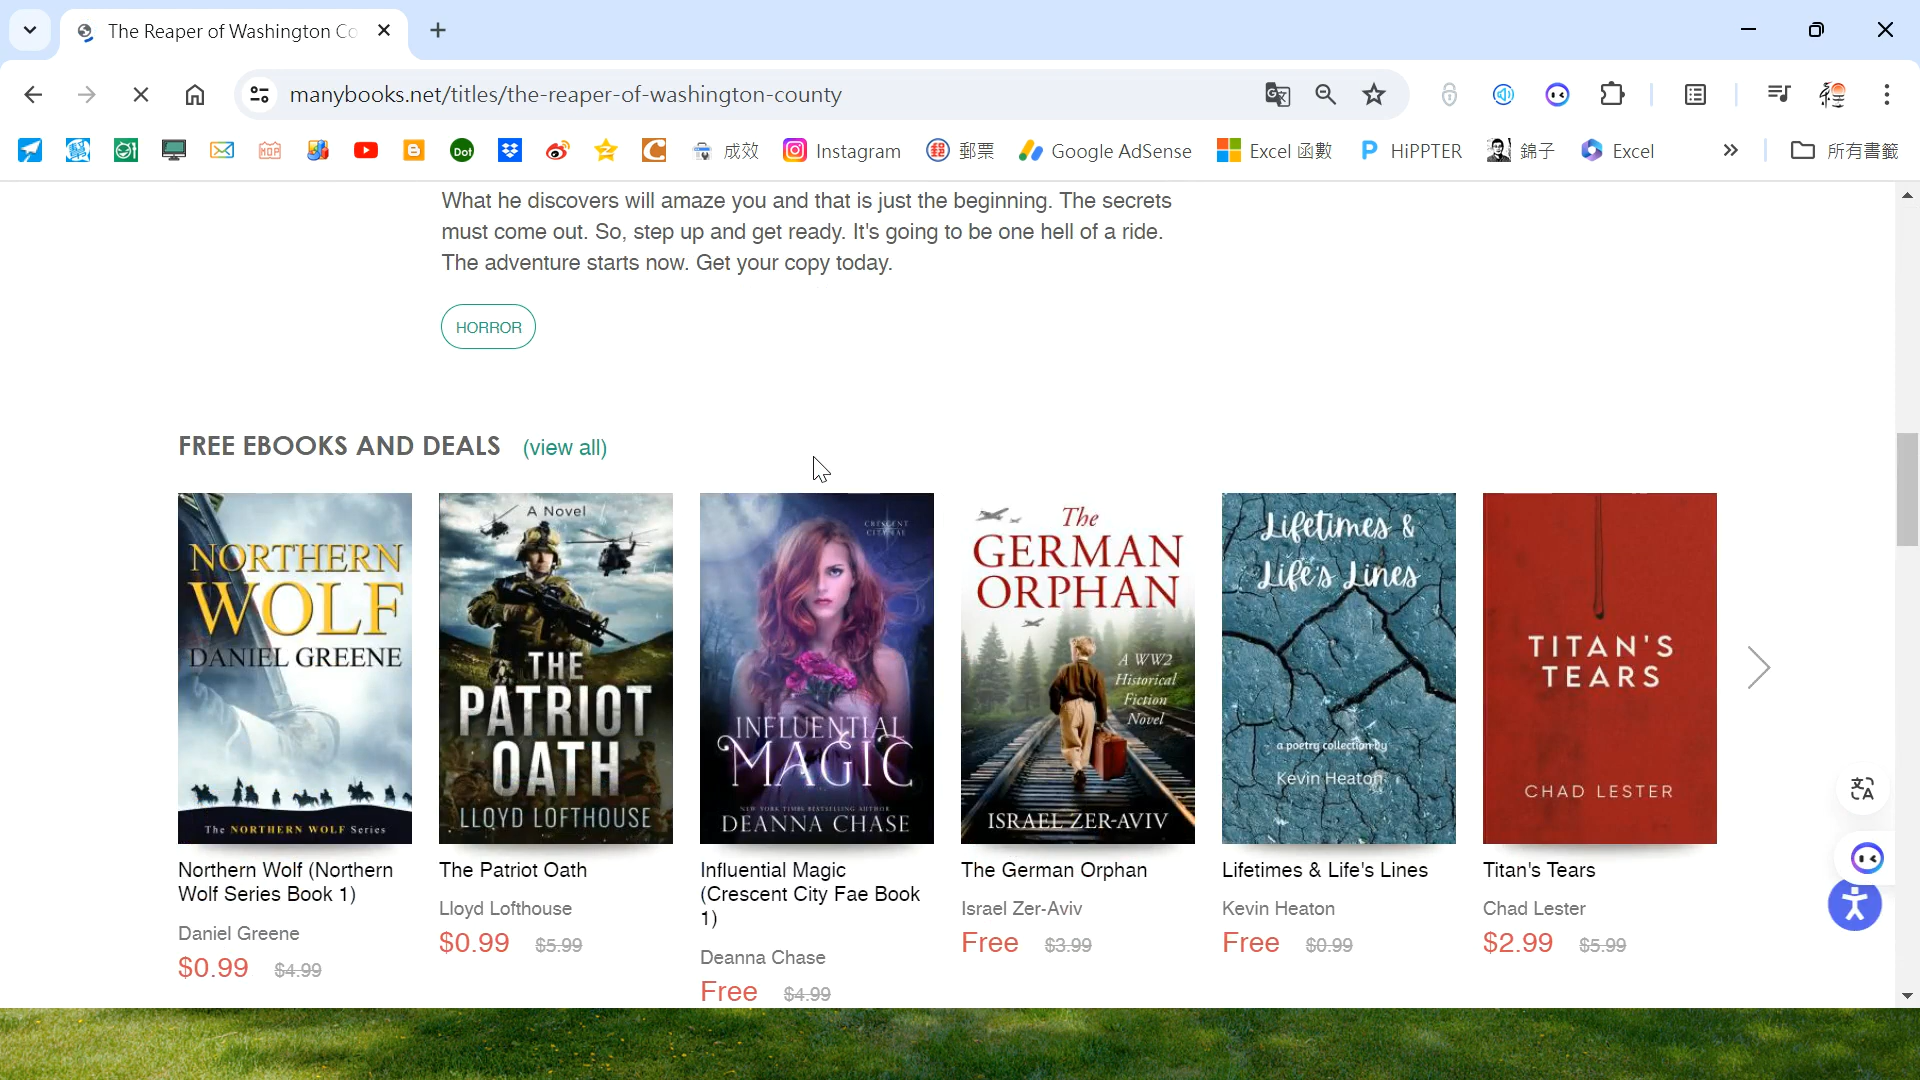 The Reaper of Washington Co
manybooks.net/titles/the-reaper-of-washington-county
成效
Instagram
郵票
Google AdSense
Excel 函數
HiPPTER
錦子
Excel
所有書籤
What he discovers will amaze you and that is just the beginning. The secrets
must come out. So, step up and get ready. It's going to be one hell of a ride.
The adventure starts now. Get your copy today.
HORROR
FREE EBOOKS AND DEALS (view all)
NORTHERN
WOLF
DANIEL GREENE
The NORTHERN WOLF Series
A Novel
THE
PATRIOT
OATH
LLOYD LOFTHOUSE
CRESCENT
CITY FAE
INFLUENTIAL
MAGIC
NEW YORK TIMES BESTSELLING AUTHOR
DEANNA CHASE
The
GERMAN
ORPHAN
A WW2
Historical
Fiction
Novel
ISRAEL ZER-AVIV
Lifetimes &
Life's Lines
a poetry collection by
Kevin Heaton
TITAN'S
TEARS
CHAD LESTER
Northern Wolf (Northern
Wolf Series Book 1)
Daniel Greene
$0.99 $4.99
The Patriot Oath
Lloyd Lofthouse
$0.99 $5.99
Influential Magic
(Crescent City Fae Book
1)
Deanna Chase
Free $4.99
The German Orphan
Israel Zer-Aviv
Free $3.99
Lifetimes & Life's Lines
Kevin Heaton
Free $0.99
Titan's Tears
Chad Lester
$2.99 $5.99